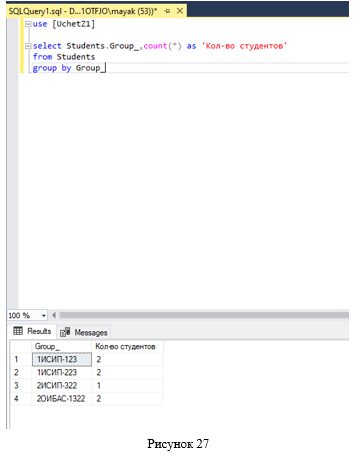 SQLQuery1.sql - D...1OTFJO\mayak (53))*
use [UchetZ1]
select Students.Group_,count(*) as 'Кол-во студентов'
from Students
group by Group_
100 %
Results Messages
Group_ Кол-во студентов
1 1ИСИП-123 2
2 1ИСИП-223 2
3 2ИСИП-322 1
4 2ОИБАС-1322 2
Рисунок 27